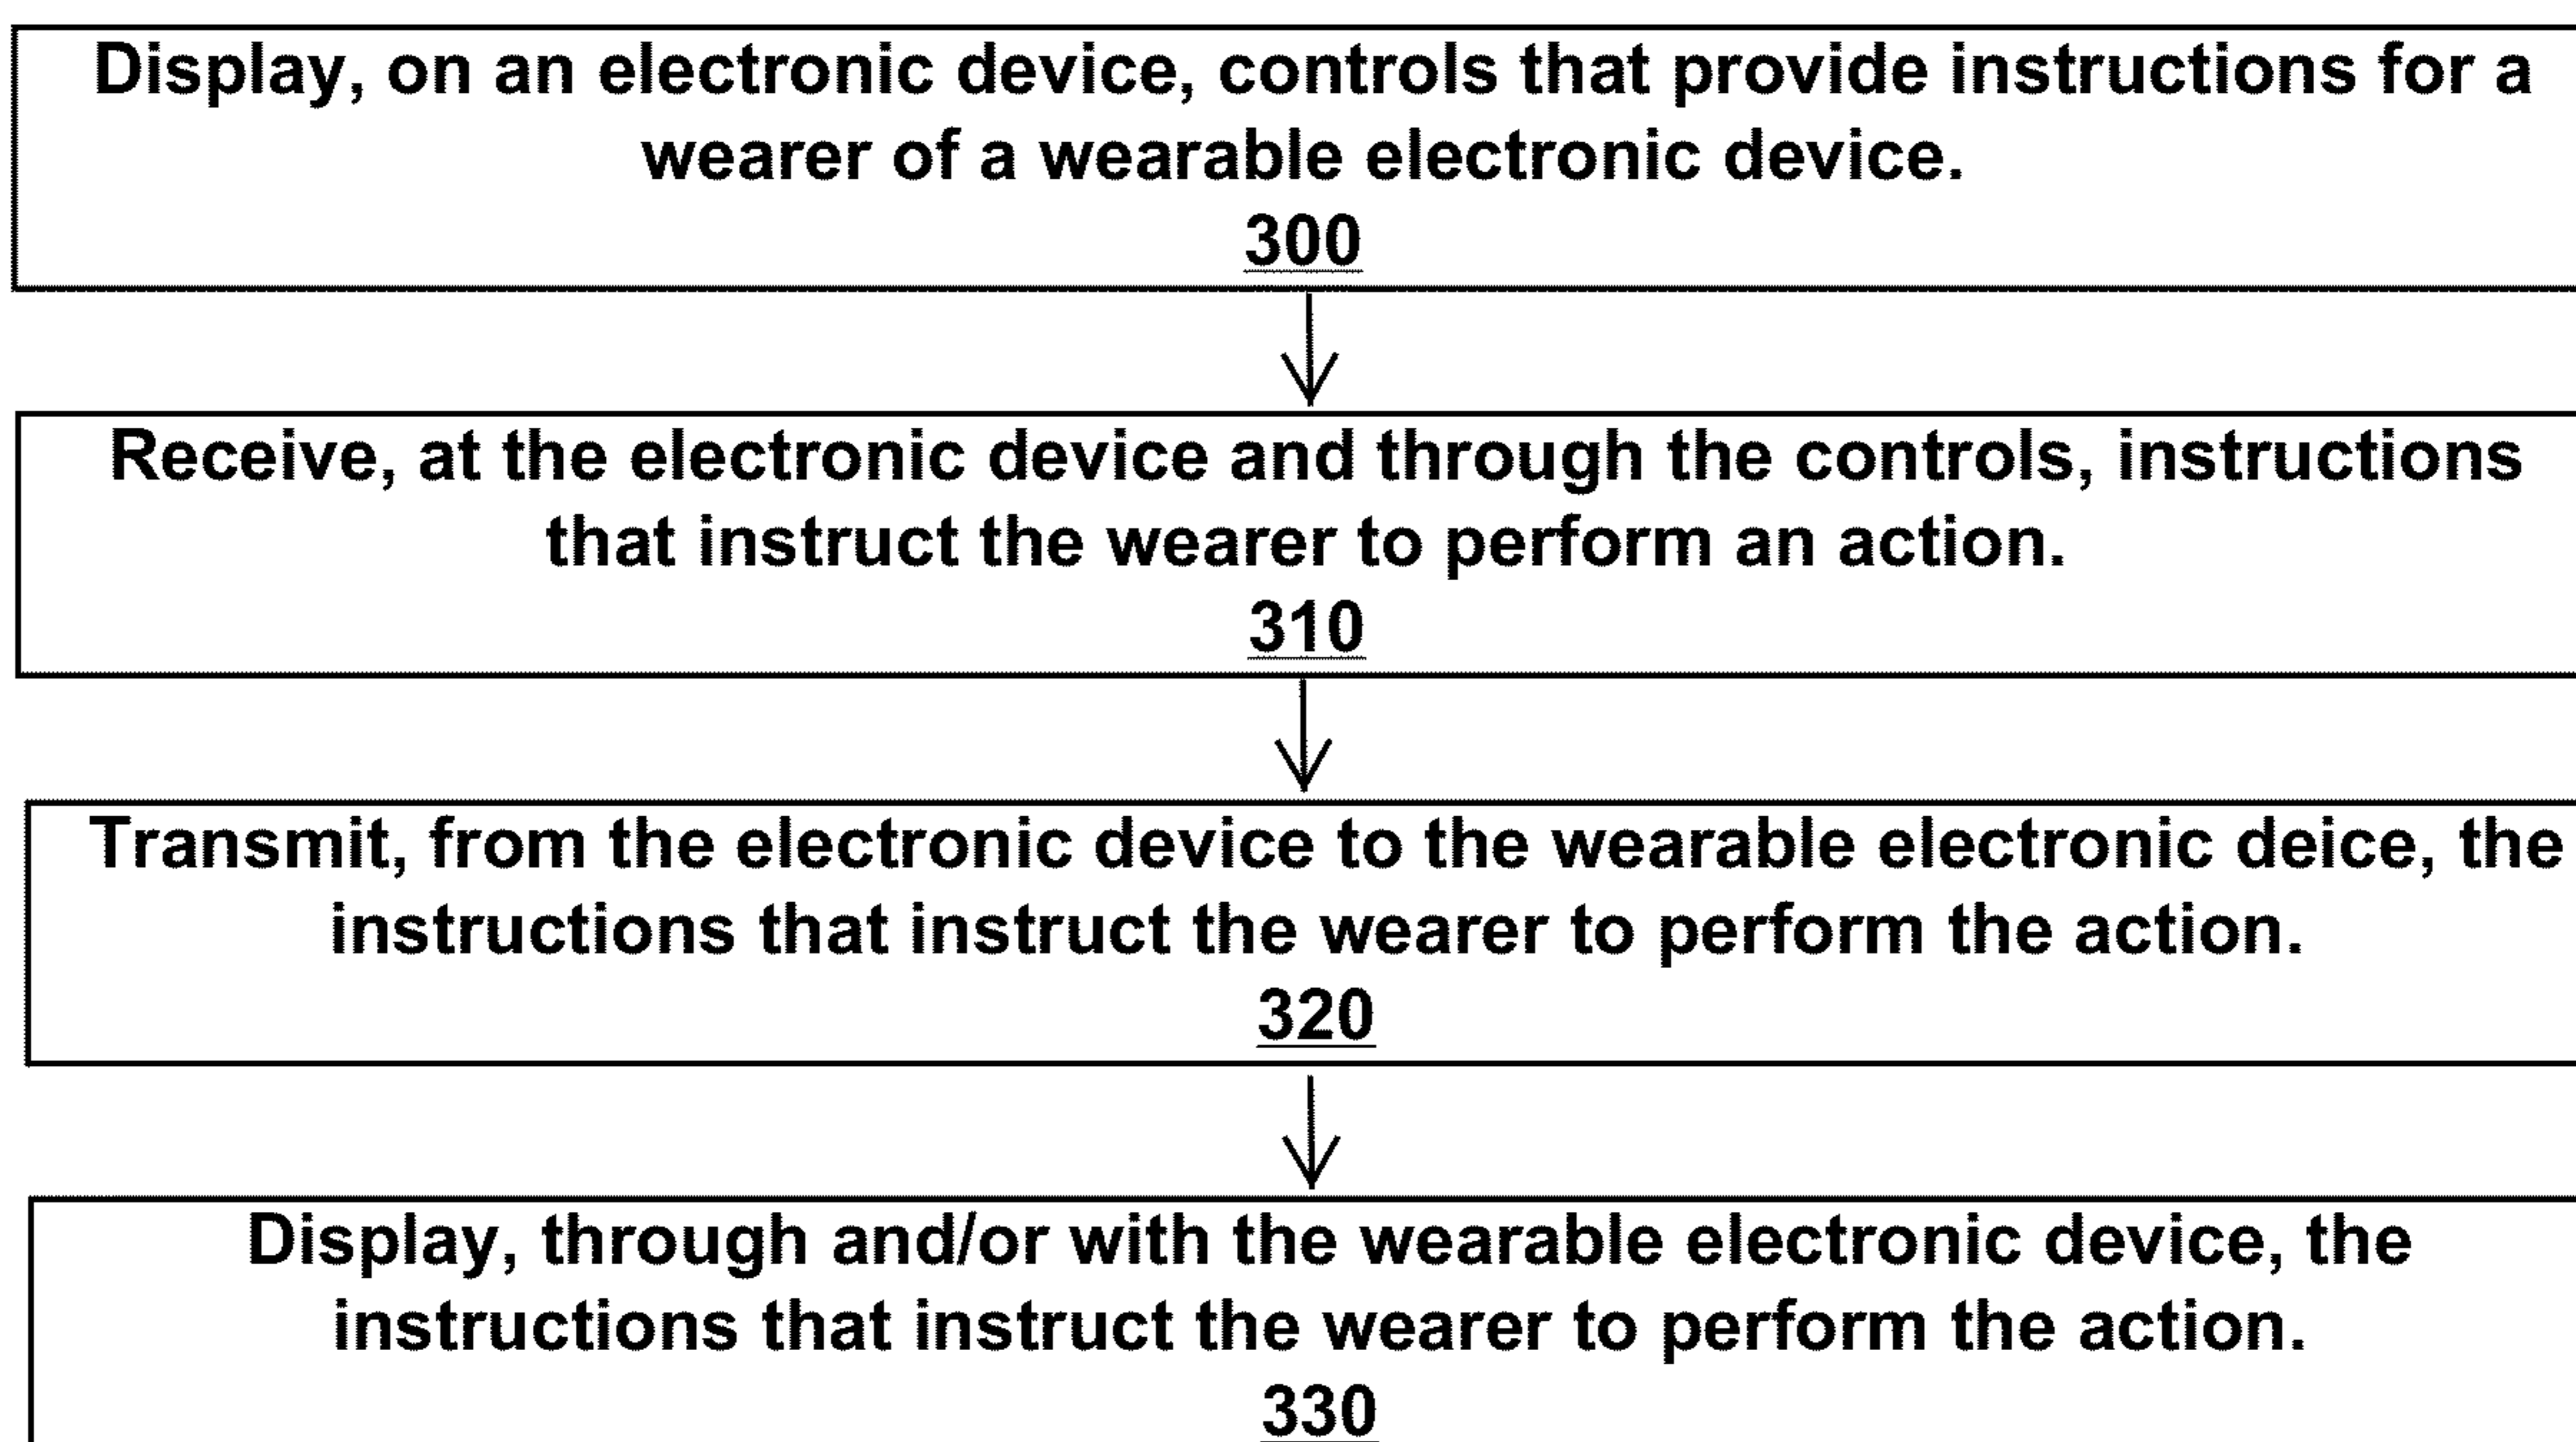 Display, on an electronic device, controls that provide instructions for a
wearer of a wearable electronic device.
300
Receive, at the electronic device and through the controls, instructions
that instruct the wearer to perform an action.
310
Transmit, from the electronic device to the wearable electronic deice, the
instructions that instruct the wearer to perform the action.
320
Display, through and/or with the wearable electronic device, the
instructions that instruct the wearer to perform the action.
330